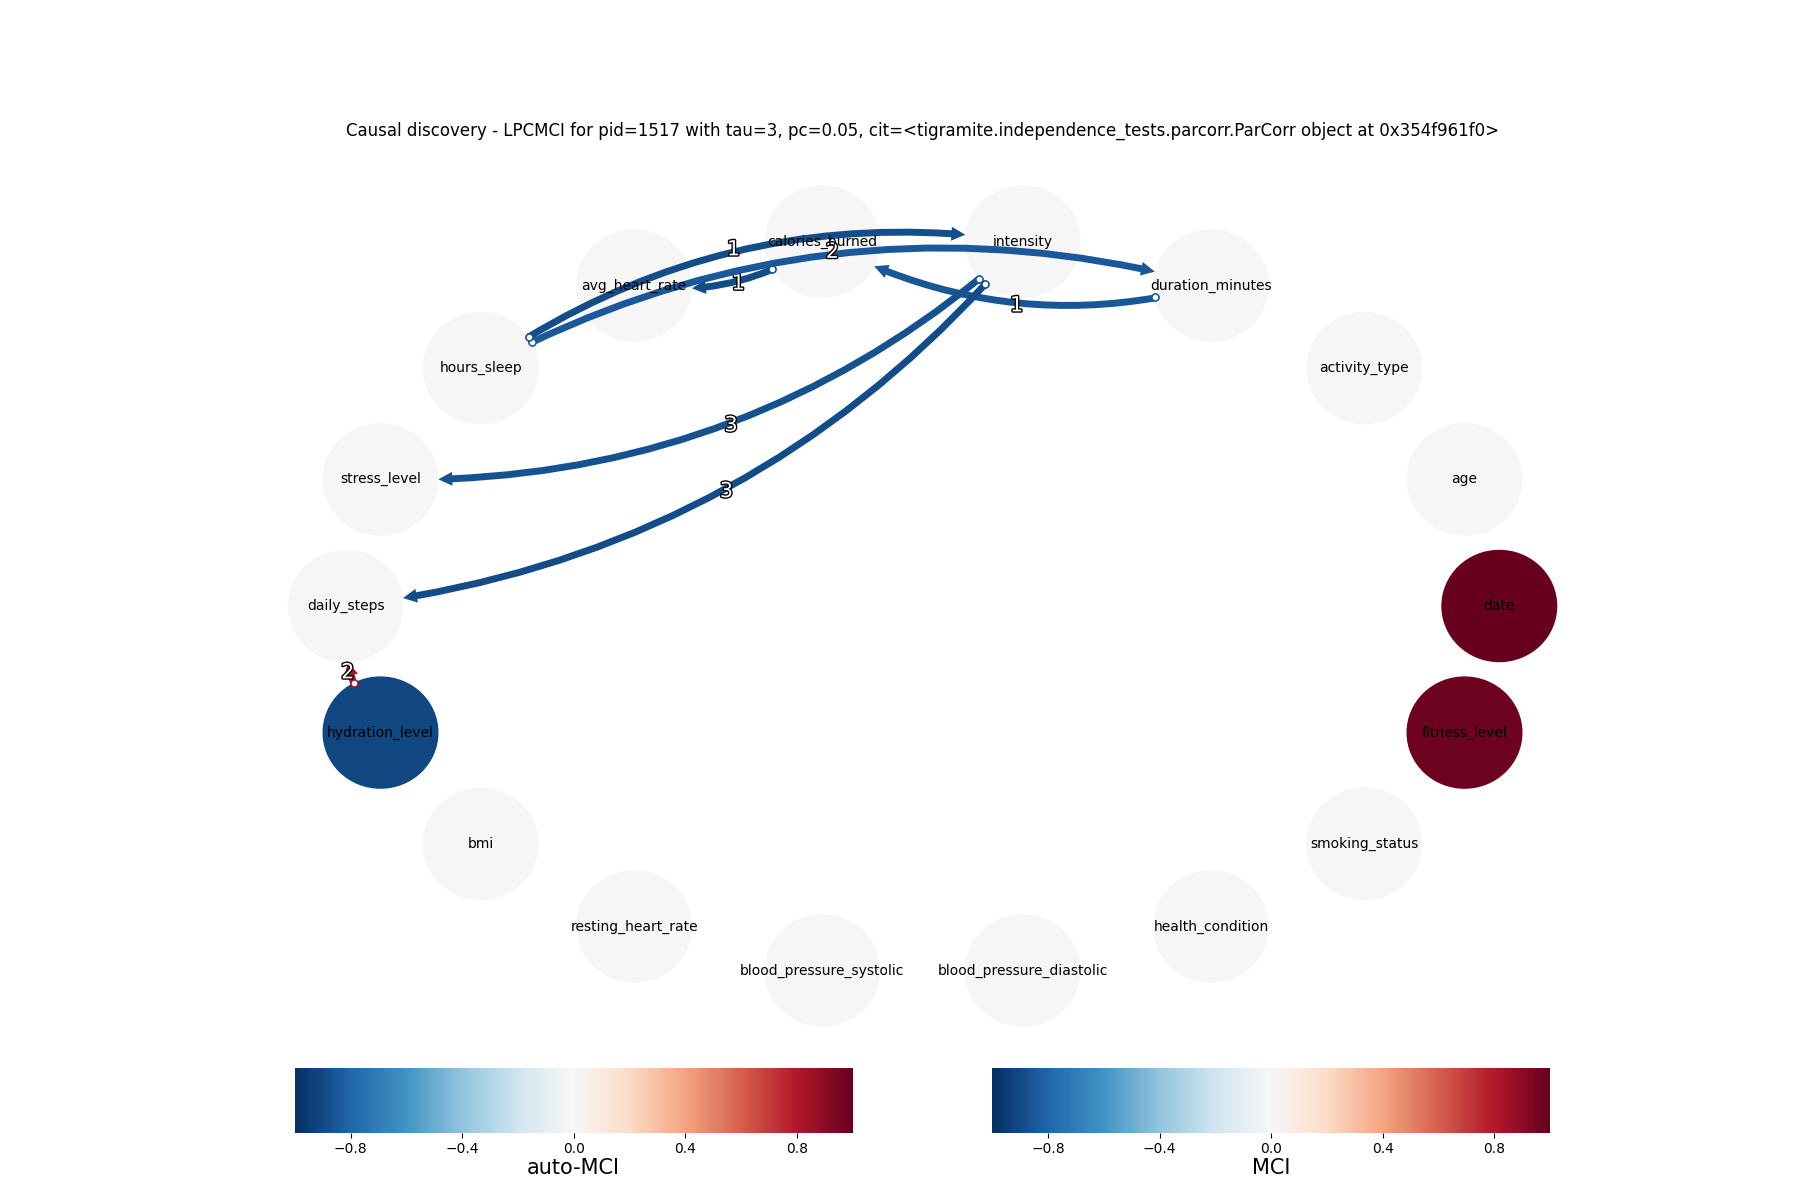 Causal discovery - LPCMCI for pid=1517 with tau=3, pc=0.05, cit=<tigramite.independence_tests.parcorr.ParCorr object at 0x354f961f0>
calories_burned
intensity
1
2
avg_heart_rate
1
duration_minutes
1
hours_sleep
activity_type
3
stress_level
age
3
daily_steps
date
2
hydration_level
fitness_level
bmi
smoking_status
resting_heart_rate
health_condition
blood_pressure_systolic
blood_pressure_diastolic
−0.8 −0.4 0.0 0.4 0.8
auto-MCI
−0.8 −0.4 0.0 0.4 0.8
MCI